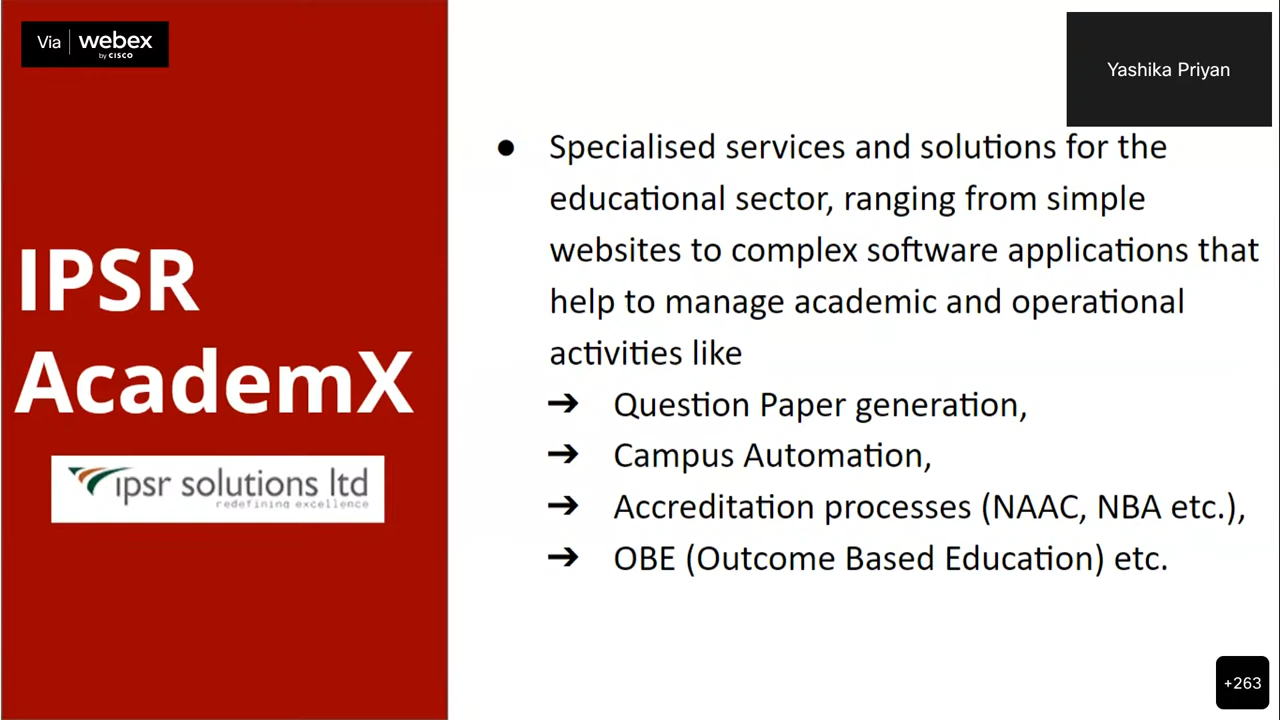 Via webex
by CISCO
Yashika Priyan
IPSR
AcademX
ipsr solutions ltd
redefining excellence
● Specialised services and solutions for the
educational sector, ranging from simple
websites to complex software applications that
help to manage academic and operational
activities like
➔ Question Paper generation,
➔ Campus Automation,
➔ Accreditation processes (NAAC, NBA etc.),
➔ OBE (Outcome Based Education) etc.
+263